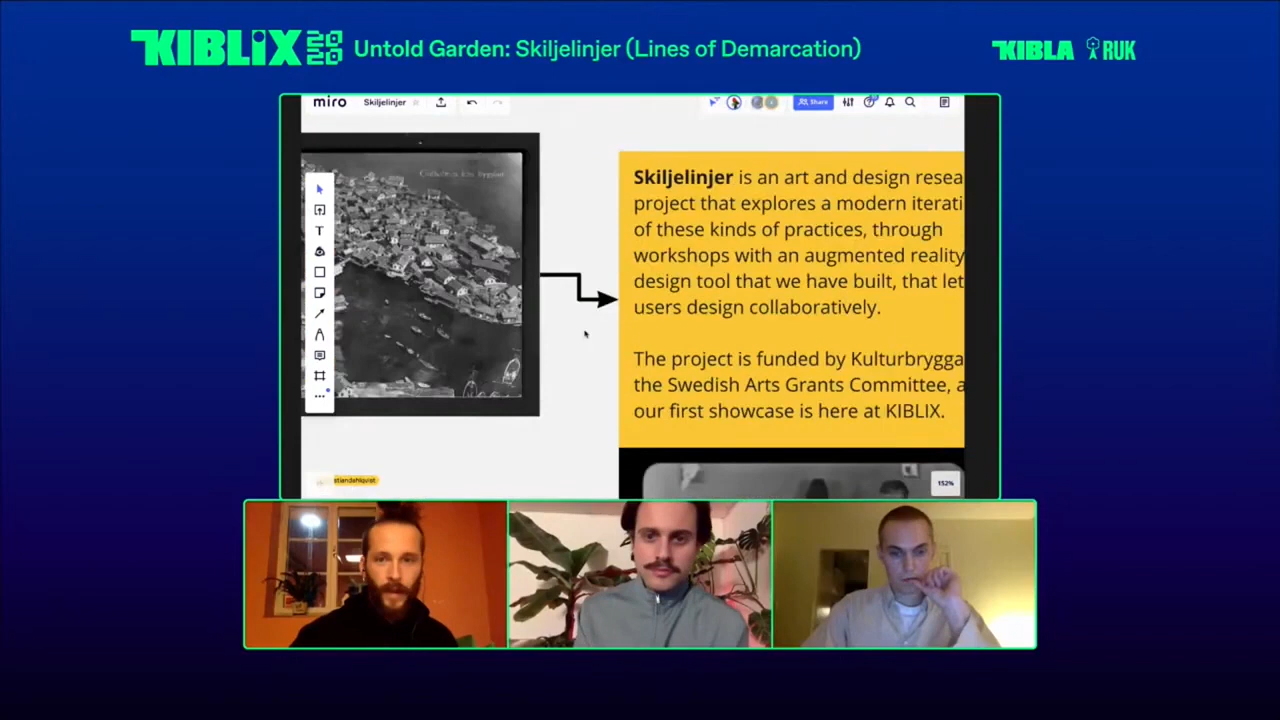 KIBLiX 2020
Untold Garden: Skiljelinjer (Lines of Demarcation)
KIBLA
RUK
miro
Skiljelinjer
Share
Skiljelinjer is an art and design resea
project that explores a modern iterati
of these kinds of practices, through
workshops with an augmented reality
design tool that we have built, that let
users design collaboratively.
The project is funded by Kulturbrygga
the Swedish Arts Grants Committee, a
our first showcase is here at KIBLIX.
T
stiandahlquist
152%